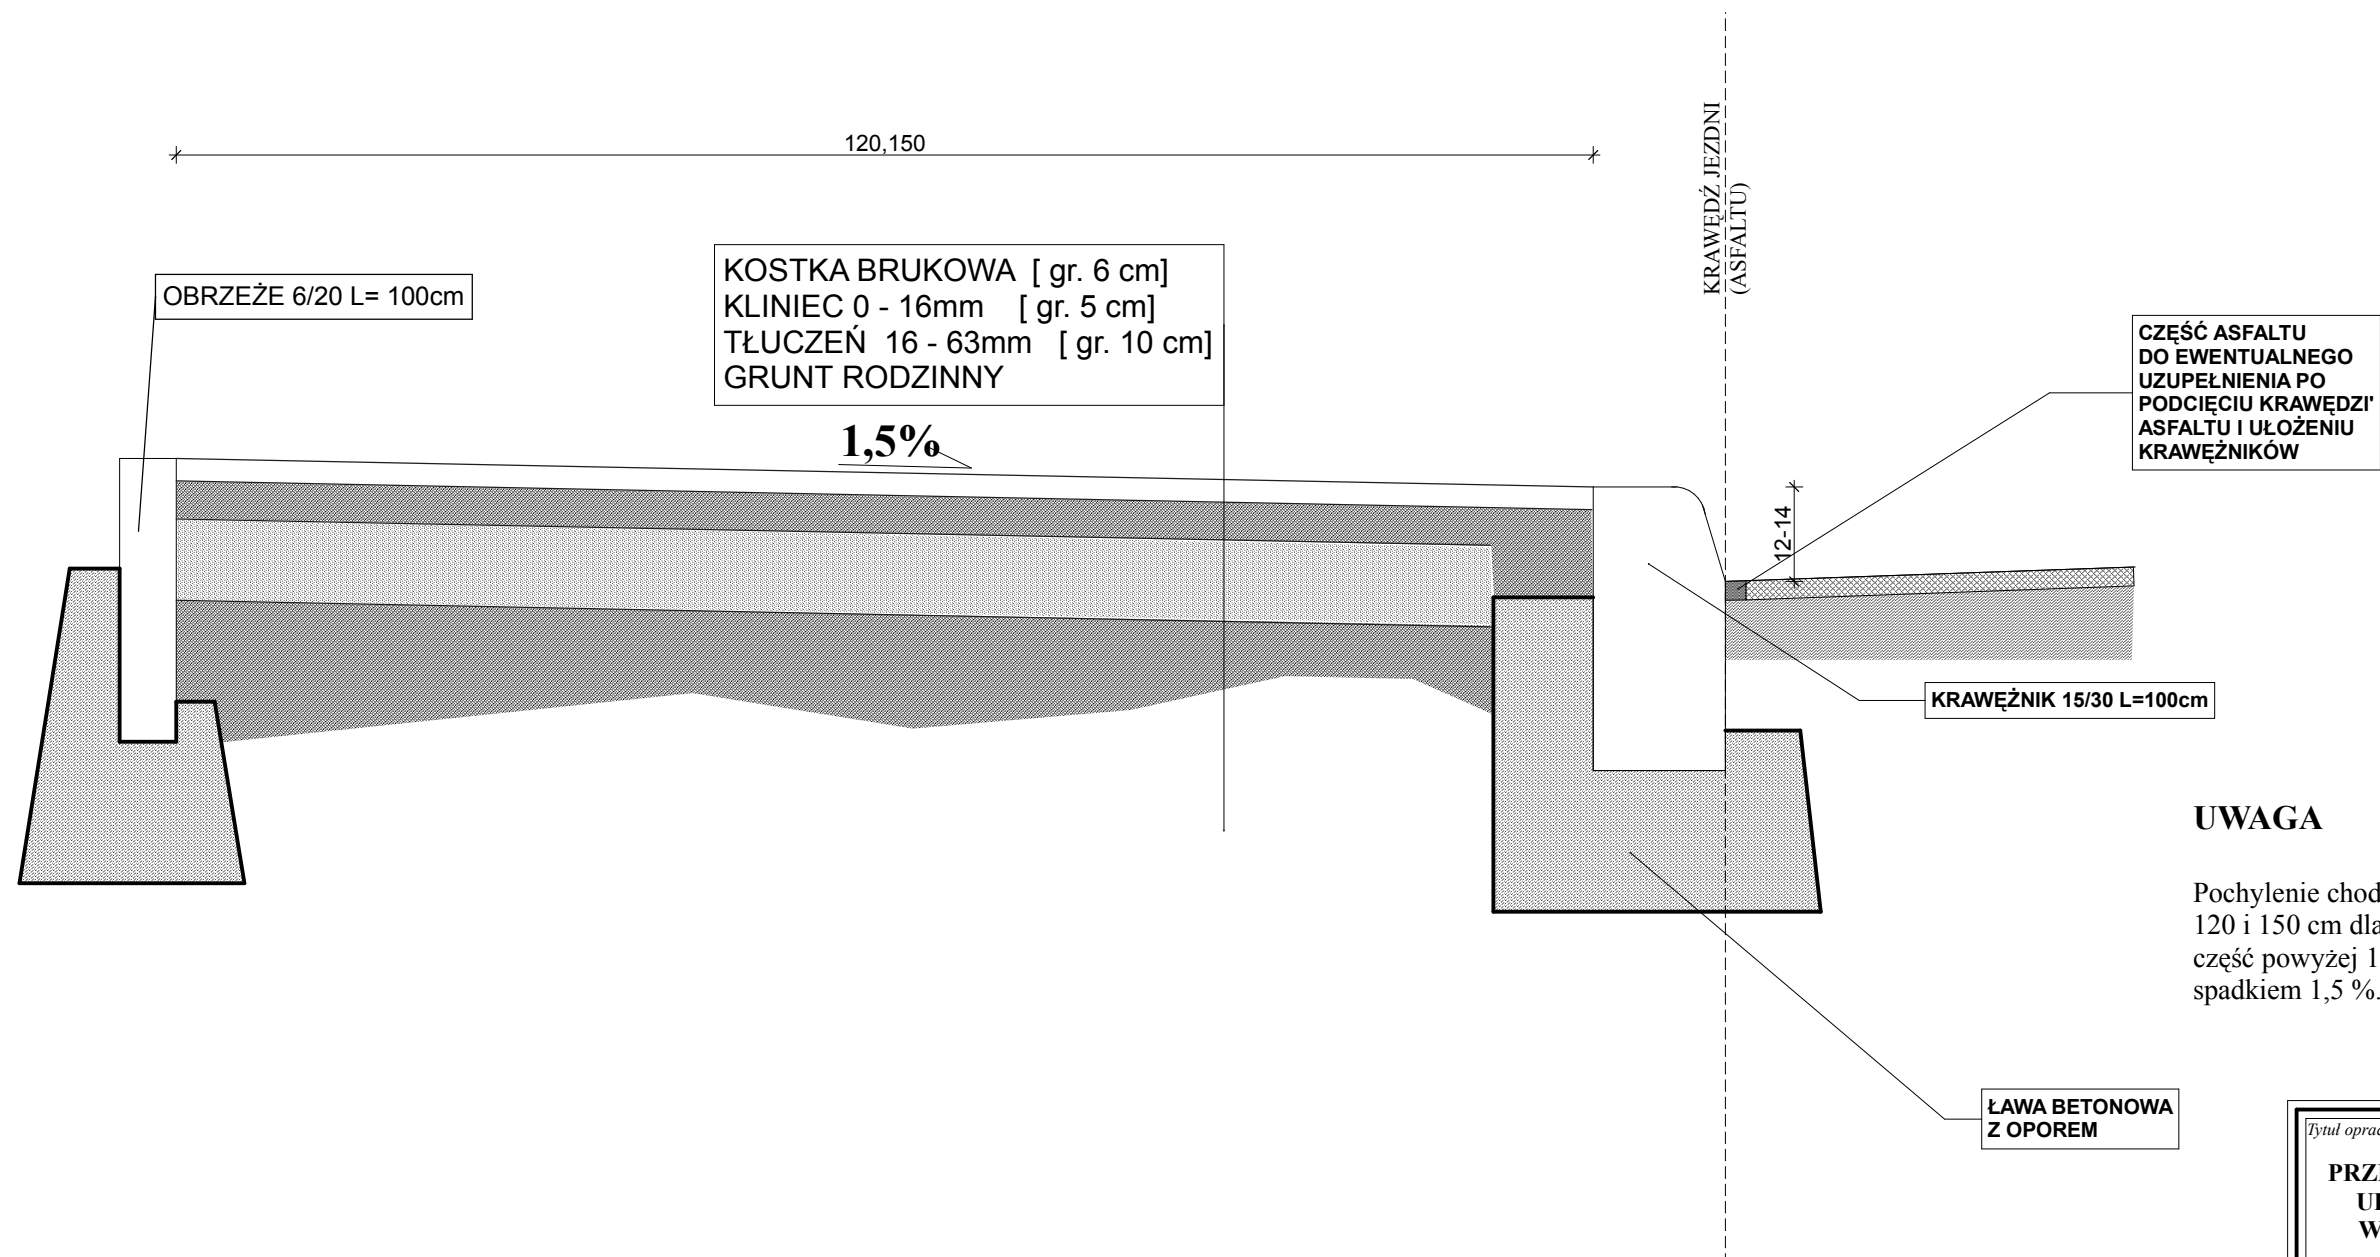 120,150
KRAWĘDŹ JEZDNI
(ASFALTU)
OBRZEŻE 6/20 L= 100cm
KOSTKA BRUKOWA [ gr. 6 cm]
KLINIEC 0 - 16mm [ gr. 5 cm]
TŁUCZEŃ 16 - 63mm [ gr. 10 cm]
GRUNT RODZINNY
1,5%
CZĘŚĆ ASFALTU
DO EWENTUALNEGO
UZUPEŁNIENIA PO
PODCIĘCIU KRAWĘDZI'
ASFALTU I UŁOŻENIU
KRAWĘŻNIKÓW
12-14
KRAWĘŻNIK 15/30 L=100cm
UWAGA
Pochylenie chod
120 i 150 cm dla
część powyżej 1
spadkiem 1,5 %.
ŁAWA BETONOWA
Z OPOREM
Tytuł oprac
PRZ
U
W